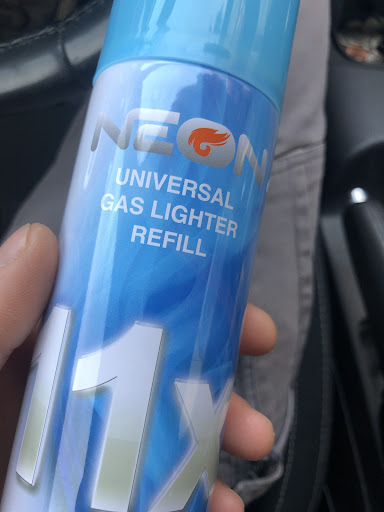 NEON
UNIVERSAL
GAS LIGHTER
REFILL
11x